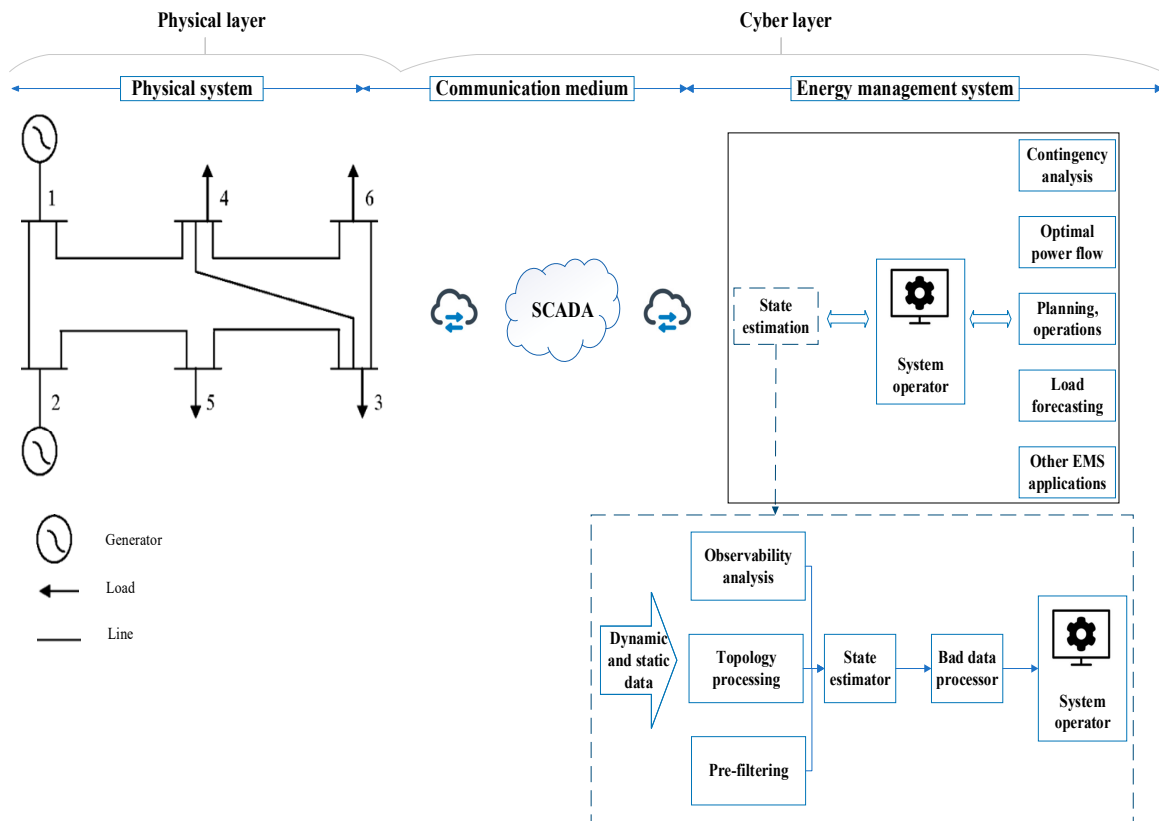 Physical layer
Cyber layer
Physical system
Communication medium
Energy management system
1
4
6
2
5
3
SCADA
State
estimation
System
operator
Contingency
analysis
Optimal
power flow
Planning,
operations
Load
forecasting
Other EMS
applications
Generator
Load
Line
Dynamic
and static
data
Observability
analysis
Topology
processing
Pre-filtering
State
estimator
Bad data
processor
System
operator